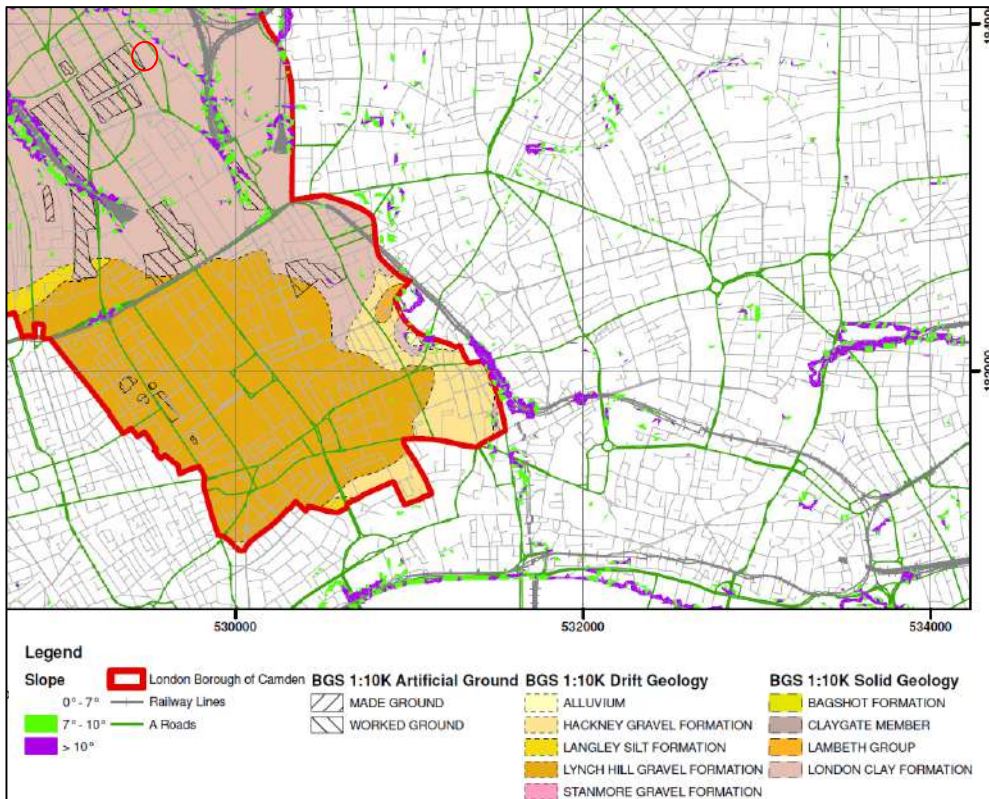 184000
182000
530000
532000
534000
Legend
Slope
0° - 7°
7° - 10°
> 10°
London Borough of Camden
Railway Lines
A Roads
BGS 1:10K Artificial Ground
MADE GROUND
WORKED GROUND
BGS 1:10K Drift Geology
ALLUVIUM
HACKNEY GRAVEL FORMATION
LANGLEY SILT FORMATION
LYNCH HILL GRAVEL FORMATION
STANMORE GRAVEL FORMATION
BGS 1:10K Solid Geology
BAGSHOT FORMATION
CLAYGATE MEMBER
LAMBETH GROUP
LONDON CLAY FORMATION